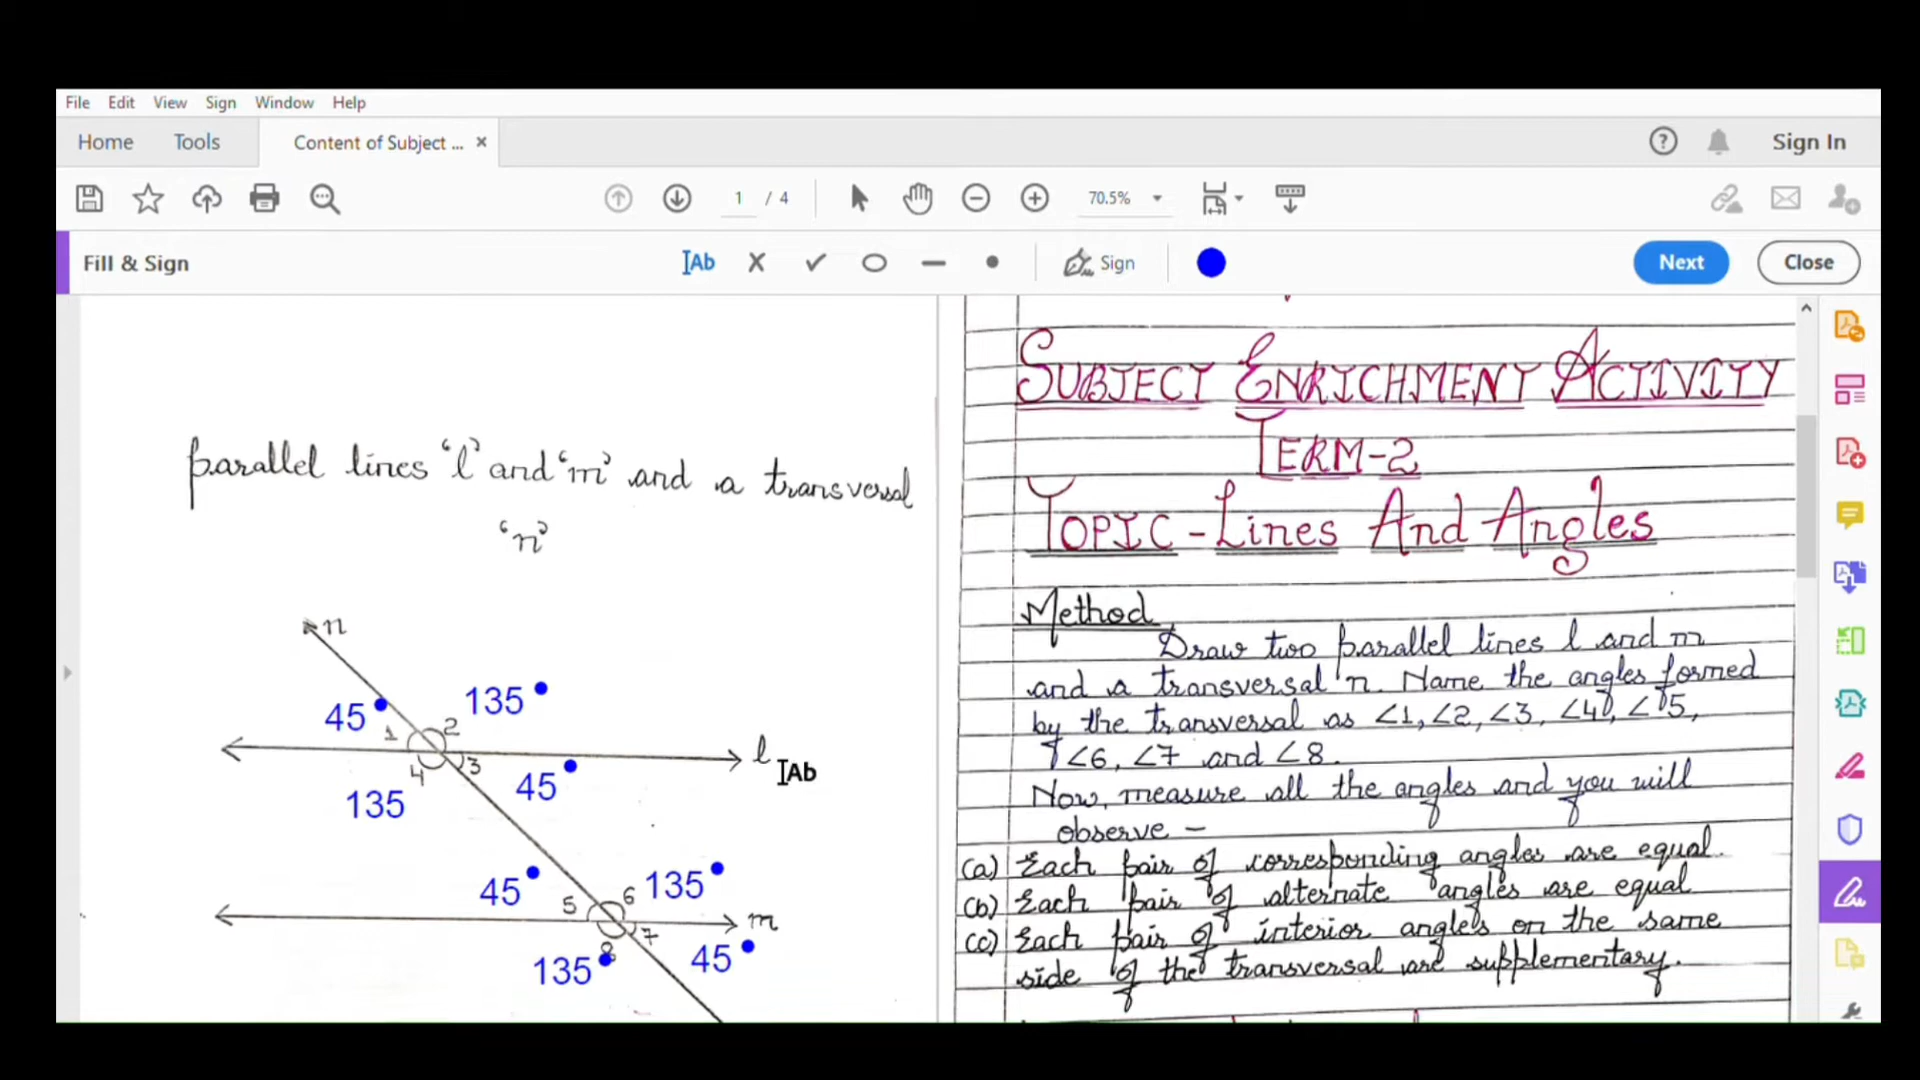 File Edit View Sign Window Help
Home Tools Content of Subject ... × ? Sign In
1 / 4 70.5%
Fill & Sign IAb Sign Next Close
parallel lines 'l' and 'm' and a transversal
'n'
n
45 135
1 2
l
4 3
135 45
45 135
5 6
m
8 7
135 45
IAb
SUBJECT ENRICHMENT ACTIVITY
TERM-2
TOPIC - Lines And Angles
Method
Draw two parallel lines l and m
and a transversal n. Name the angles formed
by the transversal as ∠1, ∠2, ∠3, ∠4, ∠5,
∠6, ∠7 and ∠8.
Now, measure all the angles and you will
observe –
(a) Each pair of corresponding angles are equal.
(b) Each pair of alternate angles are equal
(c) Each pair of interior angles on the same
side of the transversal are supplementary.